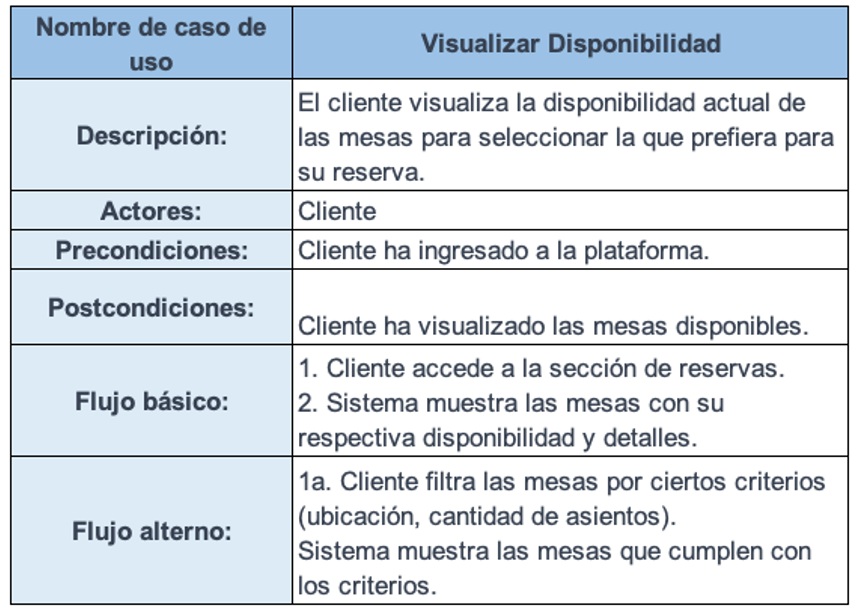 Nombre de caso de
uso
Visualizar Disponibilidad
Descripción:
El cliente visualiza la disponibilidad actual de
las mesas para seleccionar la que prefiera para
su reserva.
Actores:
Cliente
Precondiciones:
Cliente ha ingresado a la plataforma.
Postcondiciones:
Cliente ha visualizado las mesas disponibles.
Flujo básico:
1. Cliente accede a la sección de reservas.
2. Sistema muestra las mesas con su
respectiva disponibilidad y detalles.
Flujo alterno:
1a. Cliente filtra las mesas por ciertos criterios
(ubicación, cantidad de asientos).
Sistema muestra las mesas que cumplen con
los criterios.